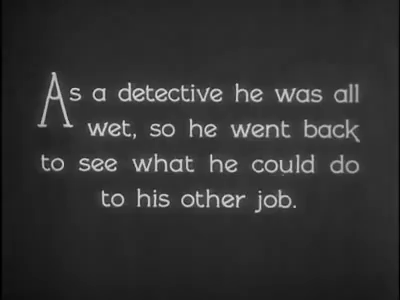 As a detective he was all
wet, so he went back
to see what he could do
to his other job.